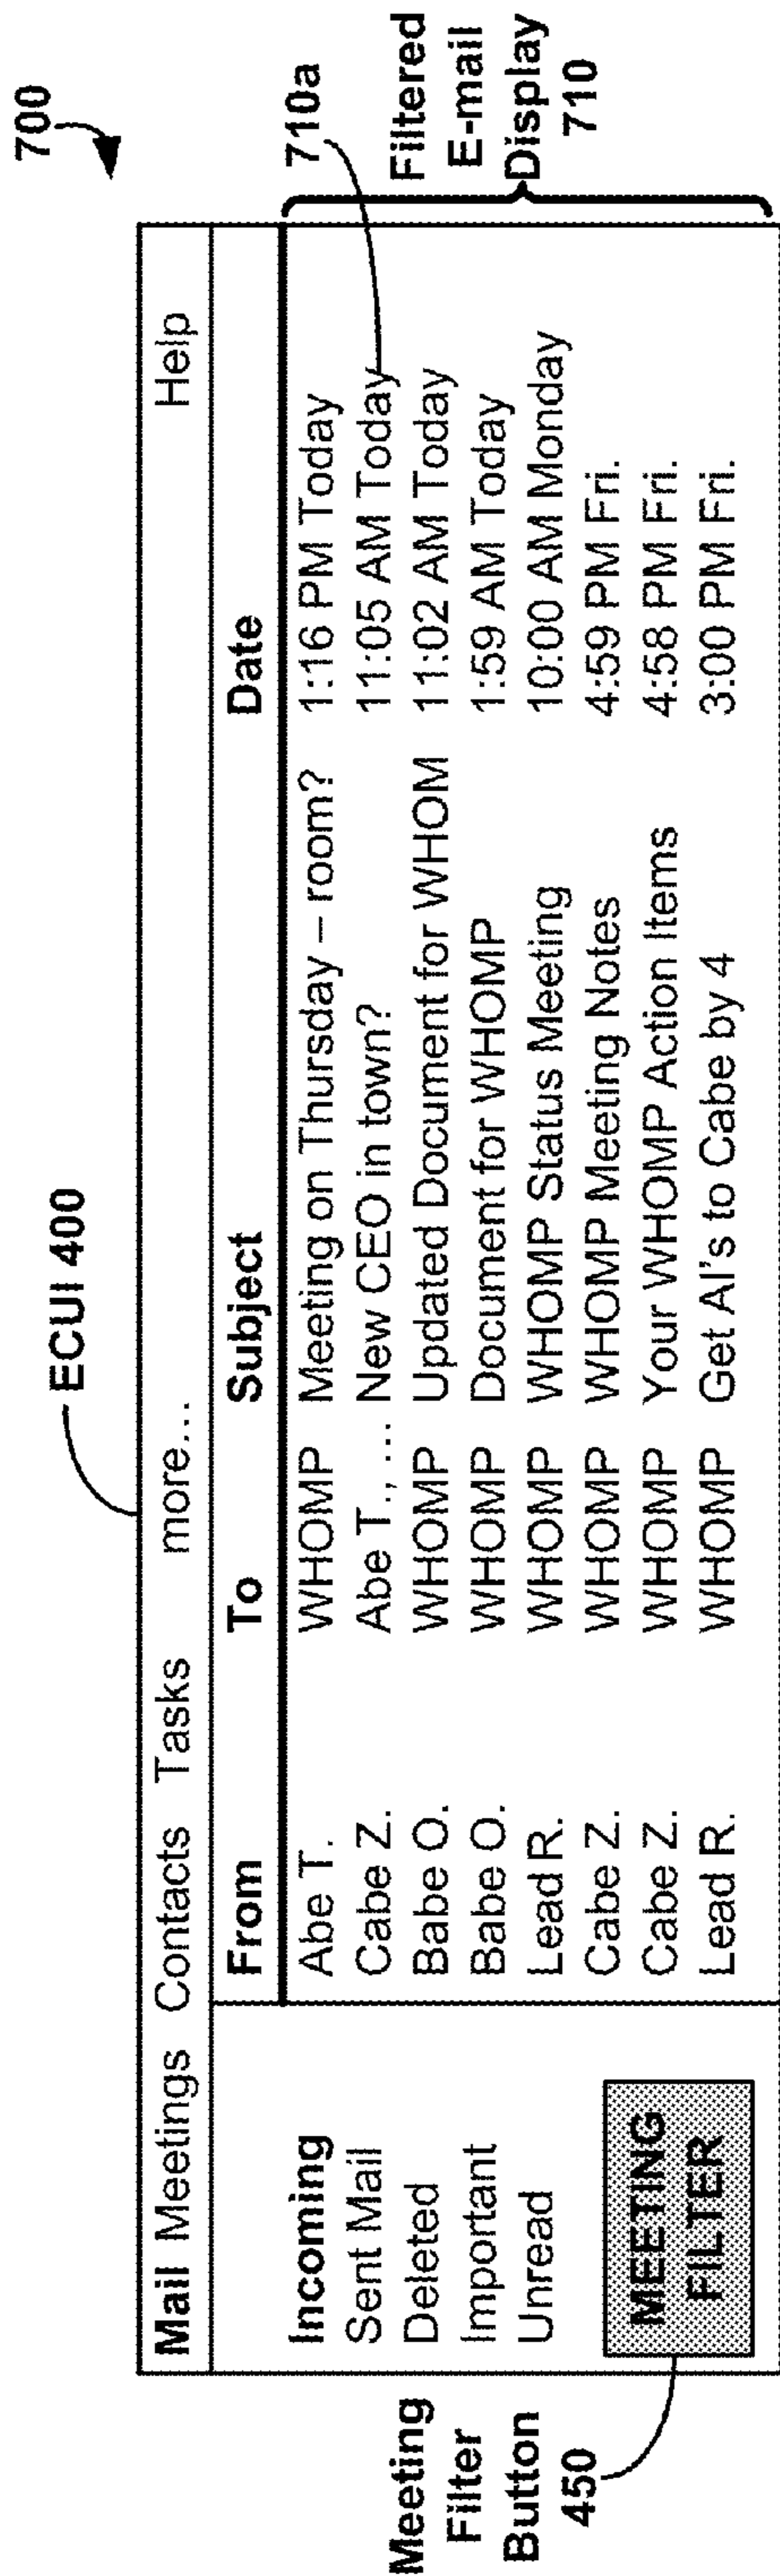 700
ECUI 400
Mail Meetings Contacts Tasks more... Help
From To Subject Date
Incoming
Sent Mail
Deleted
Important
Unread
MEETING
FILTER
Abe T. WHOMP Meeting on Thursday – room? 1:16 PM Today
Cabe Z. Abe T., ... New CEO in town? 11:05 AM Today
Babe O. WHOMP Updated Document for WHOM 11:02 AM Today
Babe O. WHOMP Document for WHOMP 1:59 AM Today
Lead R. WHOMP WHOMP Status Meeting 10:00 AM Monday
Cabe Z. WHOMP WHOMP Meeting Notes 4:59 PM Fri.
Cabe Z. WHOMP Your WHOMP Action Items 4:58 PM Fri.
Lead R. WHOMP Get AI's to Cabe by 4 3:00 PM Fri.
710a
Filtered
E-mail
Display
710
Meeting
Filter
Button
450